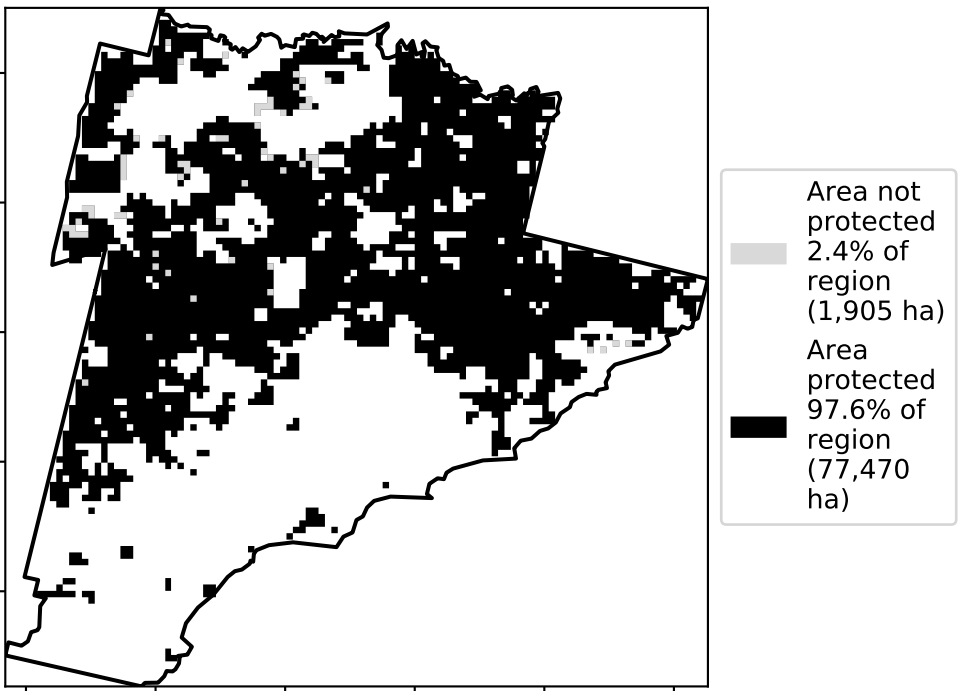 Area not
protected
2.4% of
region
(1,905 ha)
Area
protected
97.6% of
region
(77,470
ha)